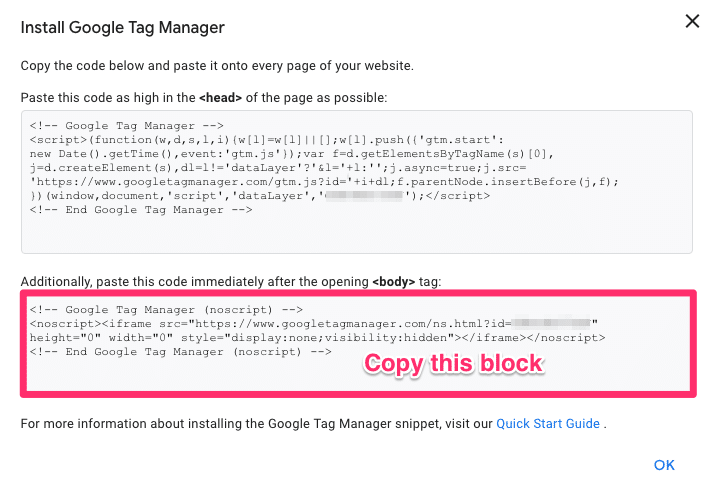 Install Google Tag Manager
Copy the code below and paste it onto every page of your website.
Paste this code as high in the <head> of the page as possible:
<!-- Google Tag Manager -->
<script>(function(w,d,s,l,i){w[l]=w[l]||[];w[l].push({'gtm.start':
new Date().getTime(),event:'gtm.js'});var f=d.getElementsByTagName(s)[0],
j=d.createElement(s),dl=l!='dataLayer'?'&l='+l:'';j.async=true;j.src=
'https://www.googletagmanager.com/gtm.js?id='+i+dl;f.parentNode.insertBefore(j,f);
})(window,document,'script','dataLayer','');</script>
<!-- End Google Tag Manager -->
Additionally, paste this code immediately after the opening <body> tag:
<!-- Google Tag Manager (noscript) -->
<noscript><iframe src="https://www.googletagmanager.com/ns.html?id="
height="0" width="0" style="display:none;visibility:hidden"></iframe></noscript>
<!-- End Google Tag Manager (noscript) -->
Copy this block
For more information about installing the Google Tag Manager snippet, visit our Quick Start Guide .
OK